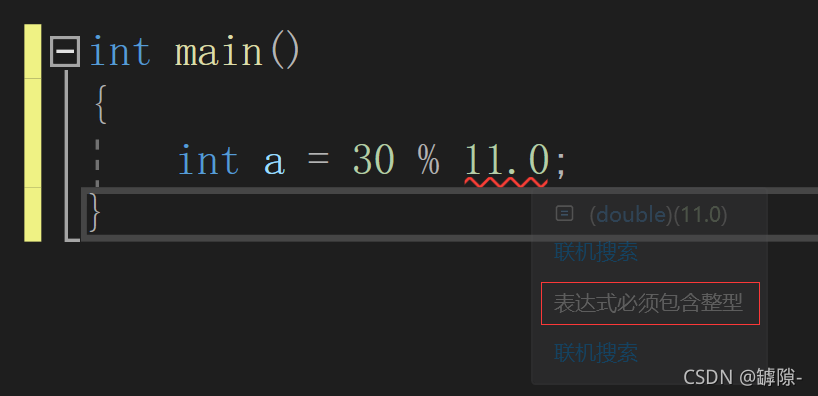 int main()
{
int a = 30 % 11.0;
}
(double)(11.0)
联机搜索
表达式必须包含整型
联机搜索
CSDN @罅隙-